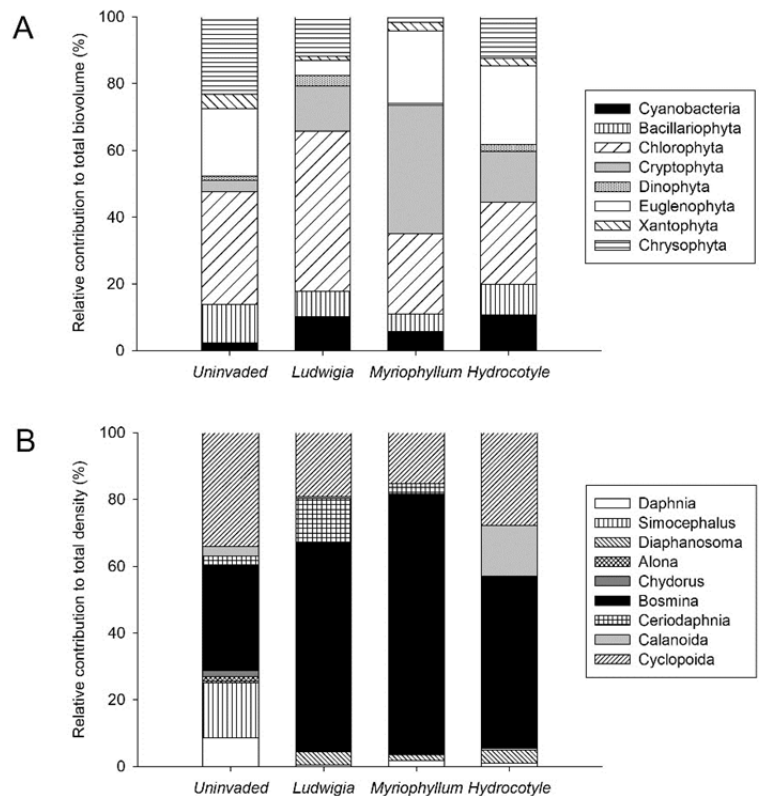 A
Relative contribution to total biovolume (%)
100
80
60
40
20
0
Uninvaded Ludwigia Myriophyllum Hydrocotyle
Cyanobacteria
Bacillariophyta
Chlorophyta
Cryptophyta
Dinophyta
Euglenophyta
Xantophyta
Chrysophyta
B
Relative contribution to total density (%)
100
80
60
40
20
0
Uninvaded Ludwigia Myriophyllum Hydrocotyle
Daphnia
Simocephalus
Diaphanosoma
Alona
Chydorus
Bosmina
Ceriodaphnia
Calanoida
Cyclopoida